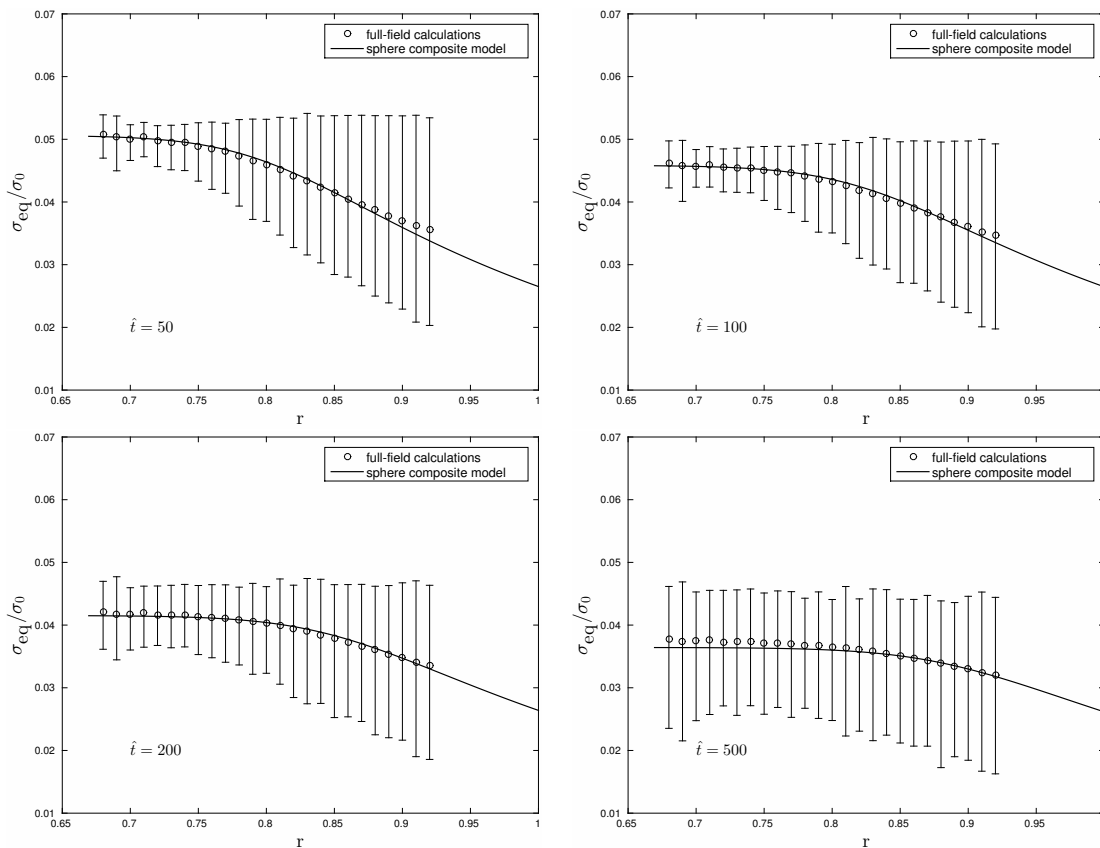 0.07
0.06
0.05
0.04
0.03
0.02
0.01
σeq/σ0
full-field calculations
sphere composite model
t̂ = 50
0.65 0.7 0.75 0.8 0.85 0.9 0.95 1
r
0.07
0.06
0.05
0.04
0.03
0.02
0.01
σeq/σ0
full-field calculations
sphere composite model
t̂ = 100
0.65 0.7 0.75 0.8 0.85 0.9 0.95
r
0.07
0.06
0.05
0.04
0.03
0.02
0.01
σeq/σ0
full-field calculations
sphere composite model
t̂ = 200
0.65 0.7 0.75 0.8 0.85 0.9 0.95 1
r
0.07
0.06
0.05
0.04
0.03
0.02
0.01
σeq/σ0
full-field calculations
sphere composite model
t̂ = 500
0.65 0.7 0.75 0.8 0.85 0.9 0.95
r